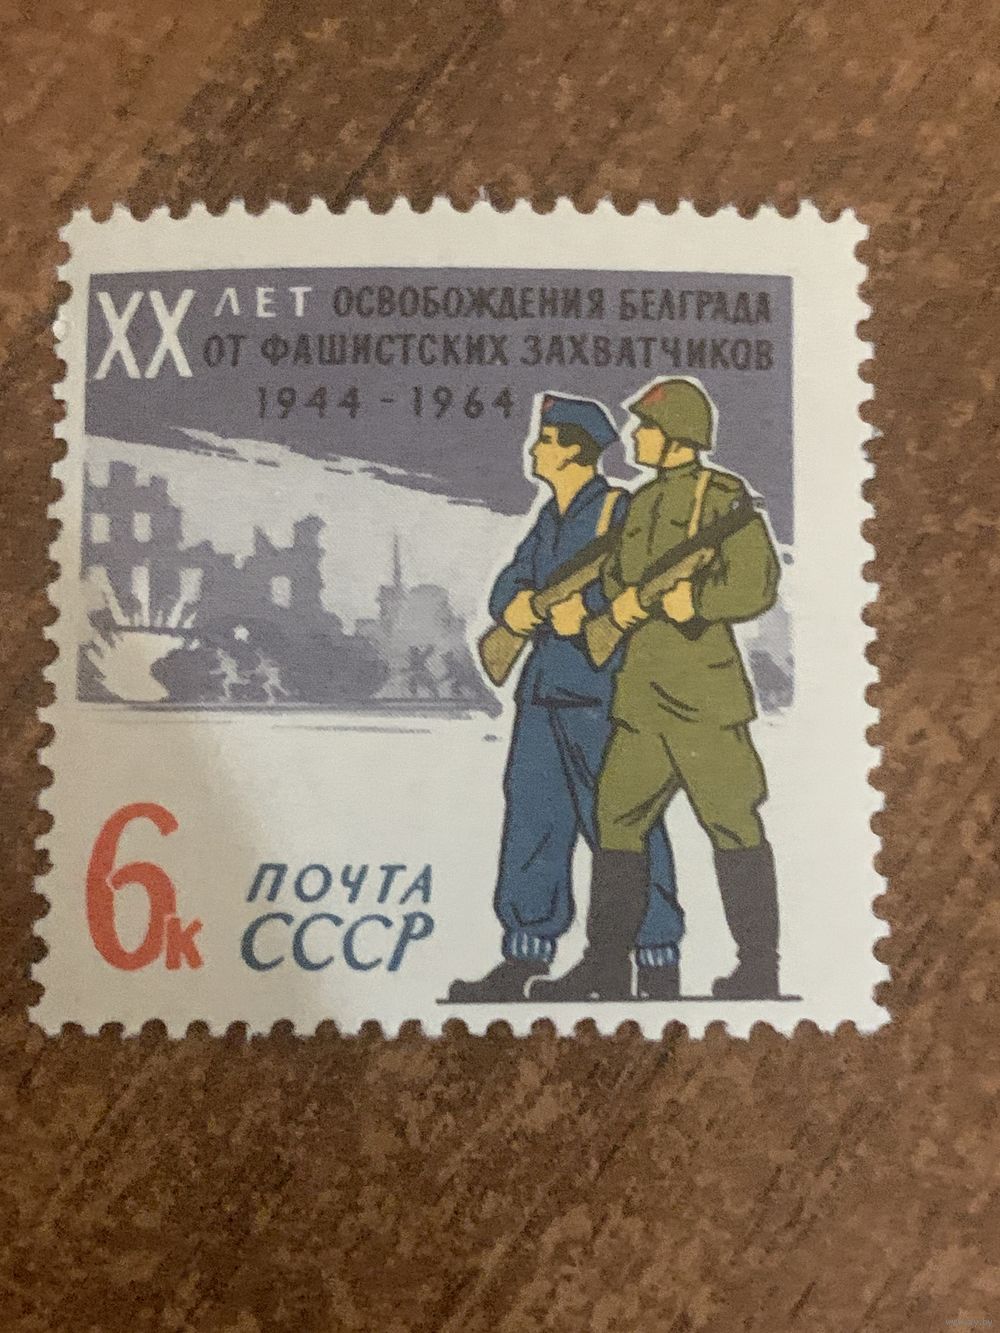 XX ЛЕТ ОСВОБОЖДЕНИЯ БЕЛГРАДА
ОТ ФАШИСТСКИХ ЗАХВАТЧИКОВ
1944 - 1964
6к
ПОЧТА
СССР